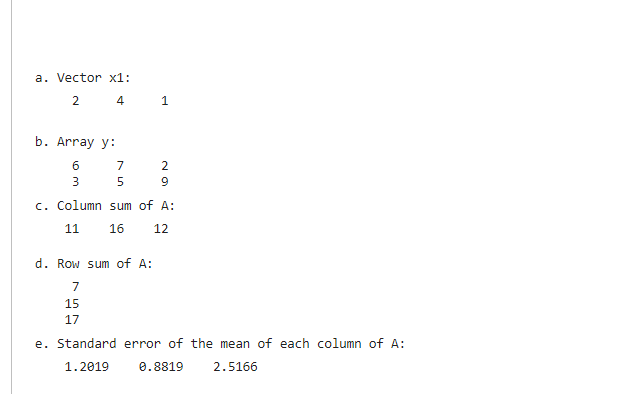 a. Vector x1:
2 4 1
b. Array y:
6 7 2
3 5 9
c. Column sum of A:
11 16 12
d. Row sum of A:
7
15
17
e. Standard error of the mean of each column of A:
1.2019 0.8819 2.5166